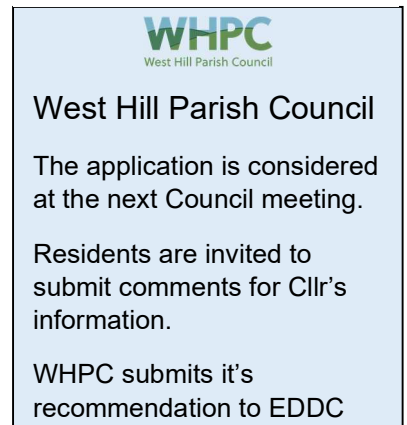 WHPC
West Hill Parish Council
West Hill Parish Council
The application is considered
at the next Council meeting.
Residents are invited to
submit comments for Cllr's
information.
WHPC submits it's
recommendation to EDDC